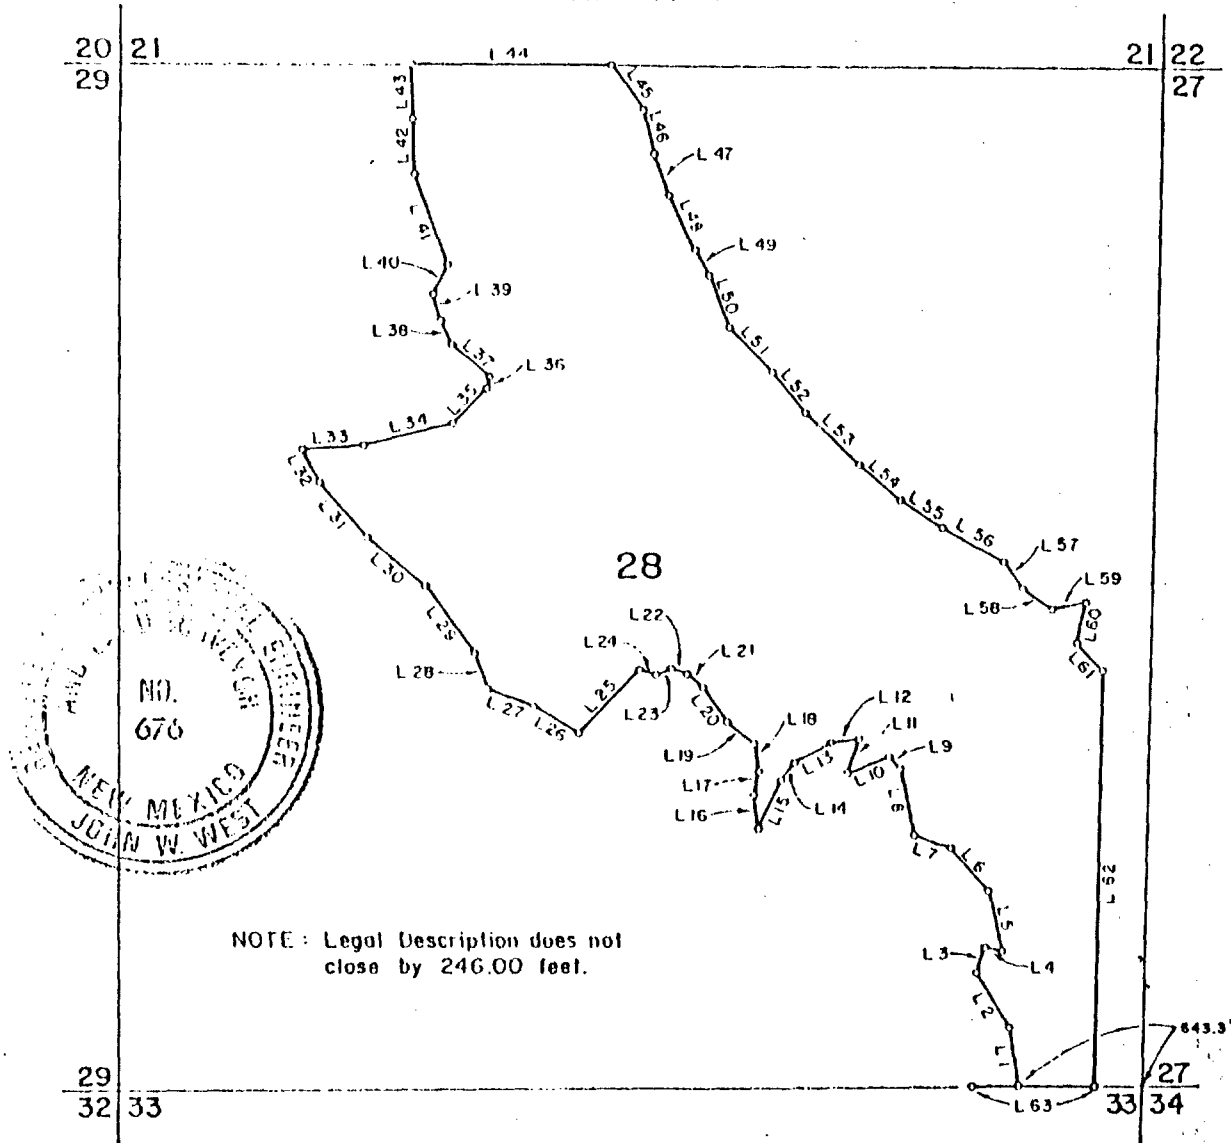 20 21
29
L 44
21 22
27
L 43
L 45
L 42
L 46
L 47
L 41
L 48
L 40
L 49
L 39
L 50
L 38
L 37
L 51
L 36
L 35
L 52
L 34
L 33
L 53
L 32
L 54
L 31
L 55
L 56
L 30
28
L 57
L 59
L 58
L 60
L 29
L 22
L 61
L 24
L 21
L 28
L 25
L 23
L 20
L 27
L 26
L 19
L 18
L 12
L 11
L 9
L 13
L 10
L 17
L 14
L 15
L 16
L 8
L 7
L 6
L 62
NO.
676
NEW MEXICO
JOHN W. WEST
NOTE : Legal Description does not
close by 246.00 feet.
L 5
L 3
L 4
L 2
L 1
643.3'
29
32 33
L 63
27
33 34